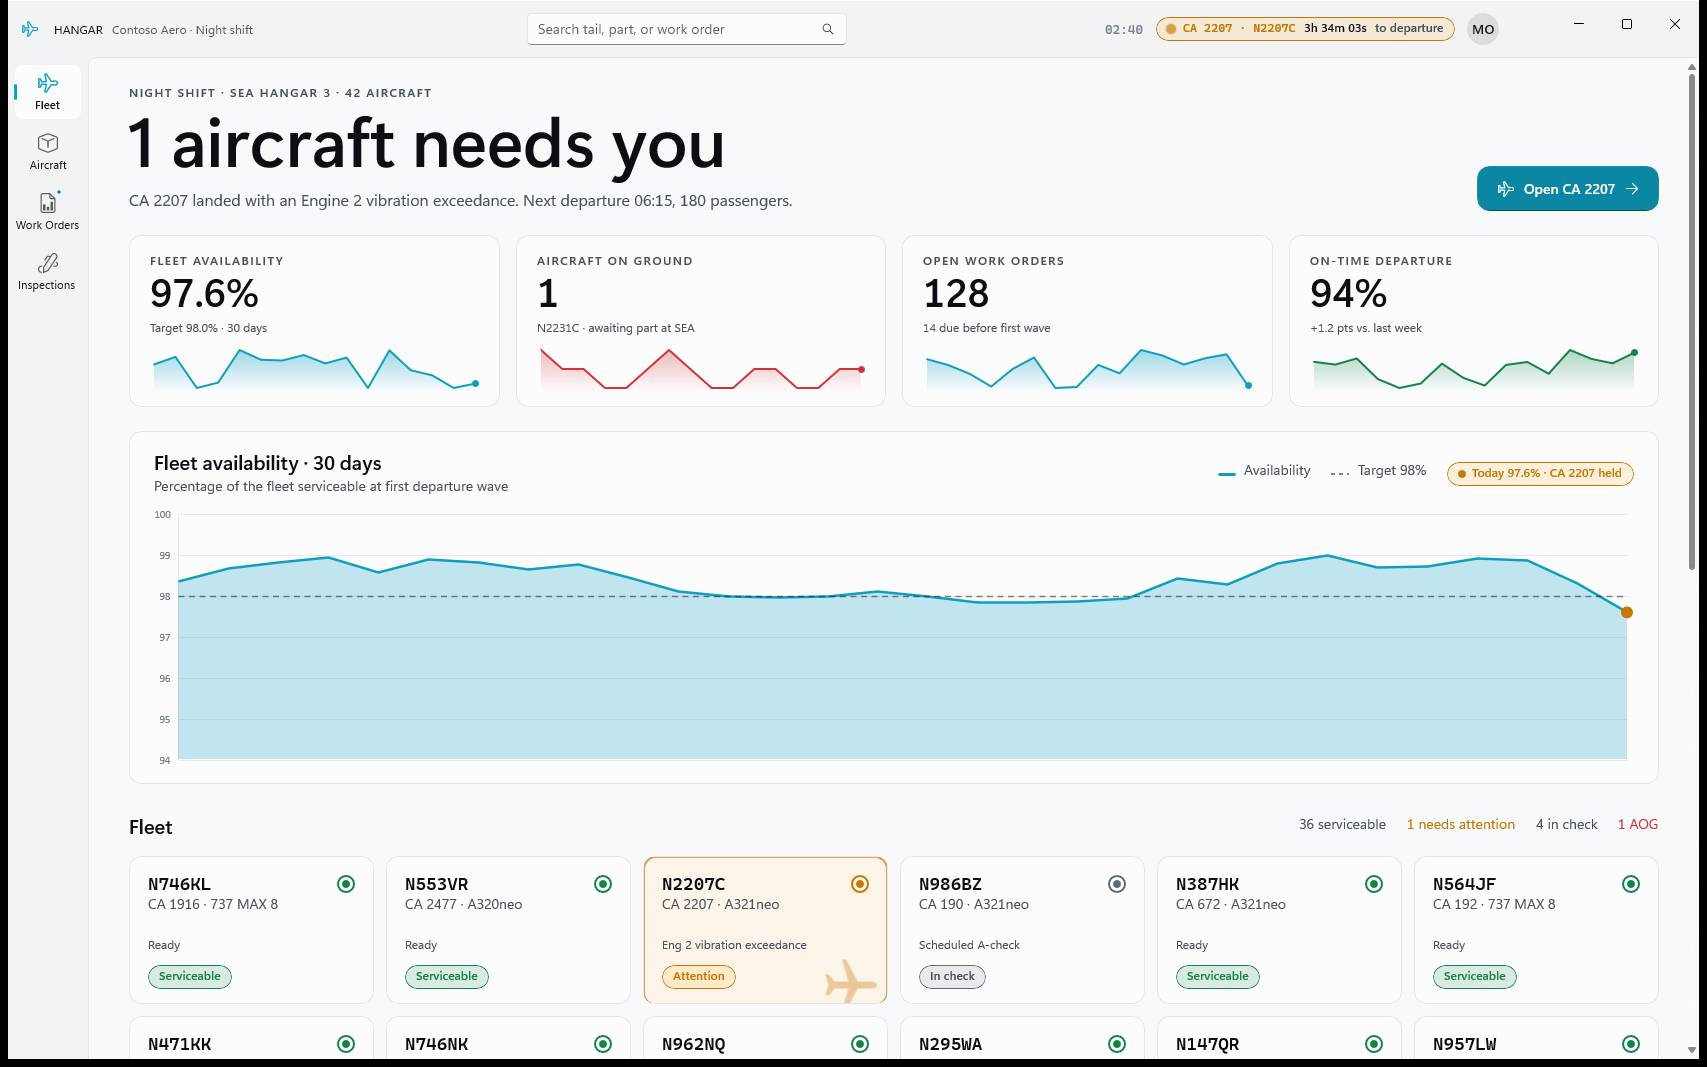 HANGAR Contoso Aero · Night shift
Search tail, part, or work order
02:40
CA 2207 · N2207C 3h 34m 03s to departure
MO
Fleet
Aircraft
Work Orders
Inspections
NIGHT SHIFT · SEA HANGAR 3 · 42 AIRCRAFT
1 aircraft needs you
CA 2207 landed with an Engine 2 vibration exceedance. Next departure 06:15, 180 passengers.
Open CA 2207
FLEET AVAILABILITY
97.6%
Target 98.0% · 30 days
AIRCRAFT ON GROUND
1
N2231C · awaiting part at SEA
OPEN WORK ORDERS
128
14 due before first wave
ON-TIME DEPARTURE
94%
+1.2 pts vs. last week
Fleet availability · 30 days
Percentage of the fleet serviceable at first departure wave
Availability
Target 98%
Today 97.6% · CA 2207 held
100
99
98
97
96
95
94
Fleet
36 serviceable
1 needs attention
4 in check
1 AOG
N746KL
CA 1916 · 737 MAX 8
Ready
Serviceable
N553VR
CA 2477 · A320neo
Ready
Serviceable
N2207C
CA 2207 · A321neo
Eng 2 vibration exceedance
Attention
N986BZ
CA 190 · A321neo
Scheduled A-check
In check
N387HK
CA 672 · A321neo
Ready
Serviceable
N564JF
CA 192 · 737 MAX 8
Ready
Serviceable
N471KK
N746NK
N962NQ
N295WA
N147QR
N957LW